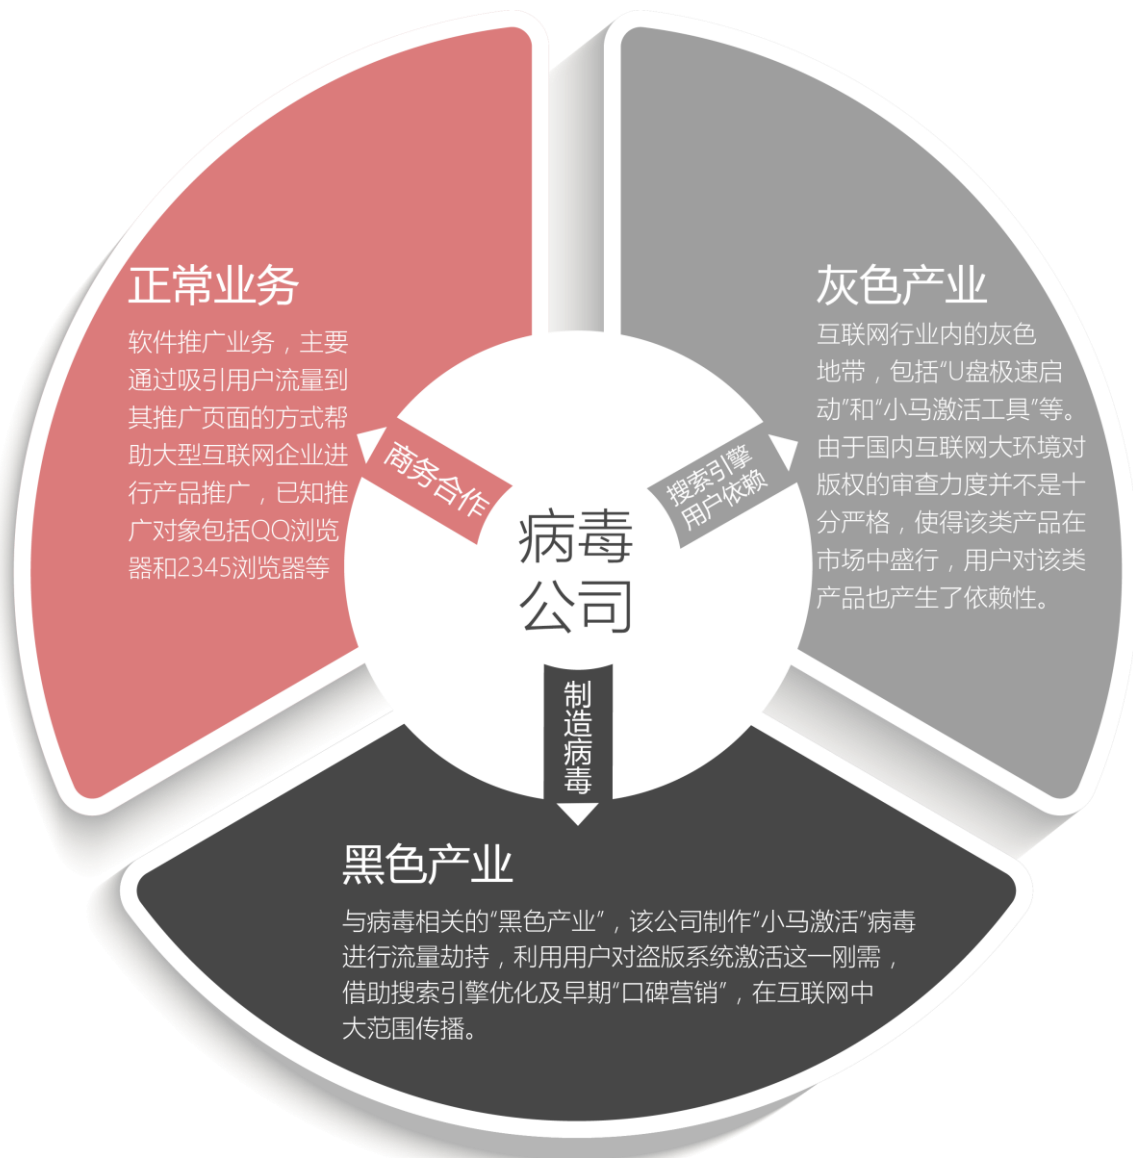 正常业务
软件推广业务，主要
通过吸引用户流量到
其推广页面的方式帮
助大型互联网企业进
行产品推广，已知推
广对象包括QQ浏览
器和2345浏览器等
灰色产业
互联网行业内的灰色
地带，包括“U盘极速启
动”和“小马激活工具”等。
由于国内互联网大环境对
版权的审查力度并不是十
分严格，使得该类产品在
市场中盛行，用户对该类
产品也产生了依赖性。
商务合作
搜索引擎
用户依赖
病毒
公司
制造病毒
黑色产业
与病毒相关的“黑色产业”，该公司制作“小马激活”病毒
进行流量劫持，利用用户对盗版系统激活这一刚需，
借助搜索引擎优化及早期“口碑营销”，在互联网中
大范围传播。